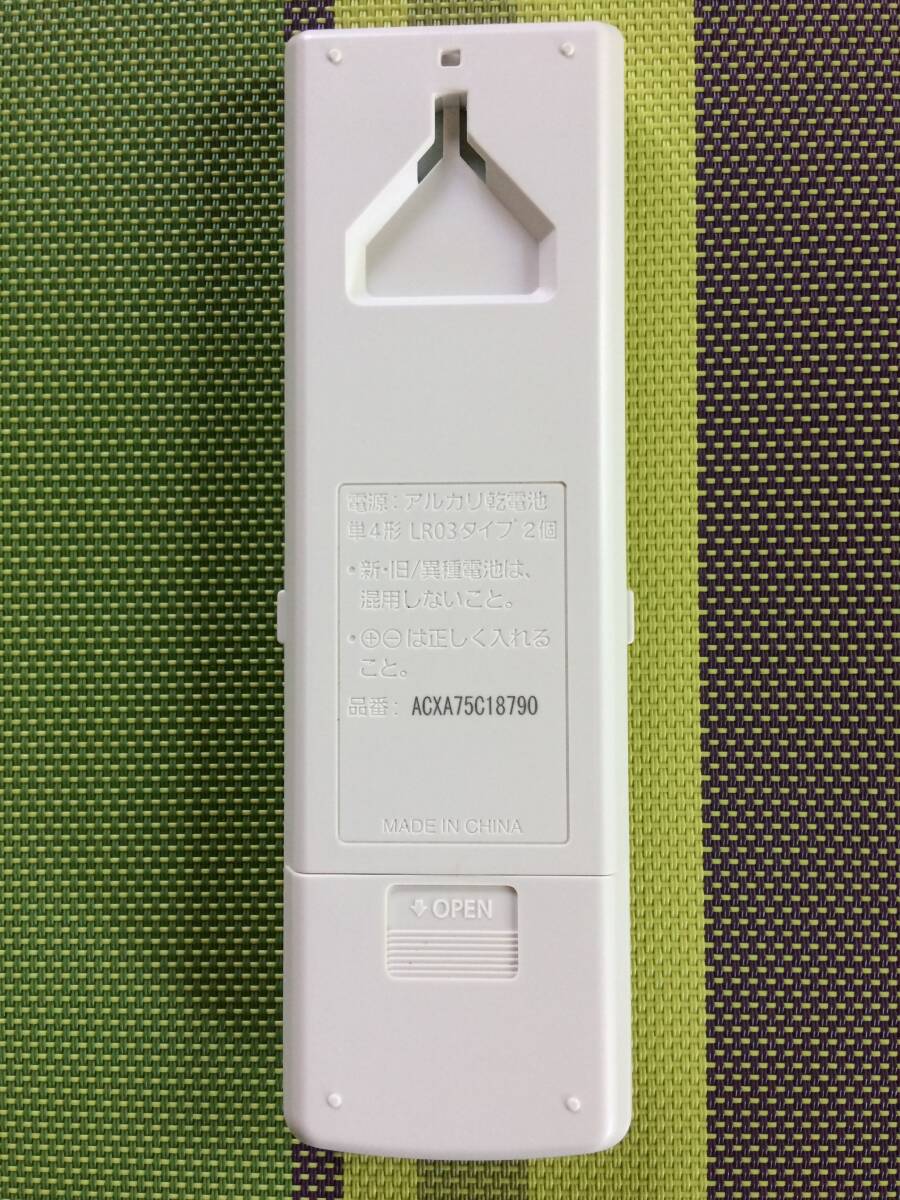 電源：アルカリ乾電池
単4形 LR03タイプ 2個
・新・旧/異種電池は、
混用しないこと。
・⊕⊖は正しく入れる
こと。
品番： ACXA75C18790
MADE IN CHINA
OPEN